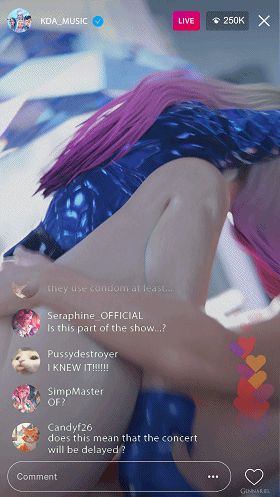 KDA_MUSIC
LIVE
250K
they use condom at least...
Seraphine_OFFICIAL
Is this part of the show...?
Pussydestroyer
I KNEW IT!!!!!!
SimpMaster
OF?
Candyf26
does this mean that the concert
will be delayed ?
Comment